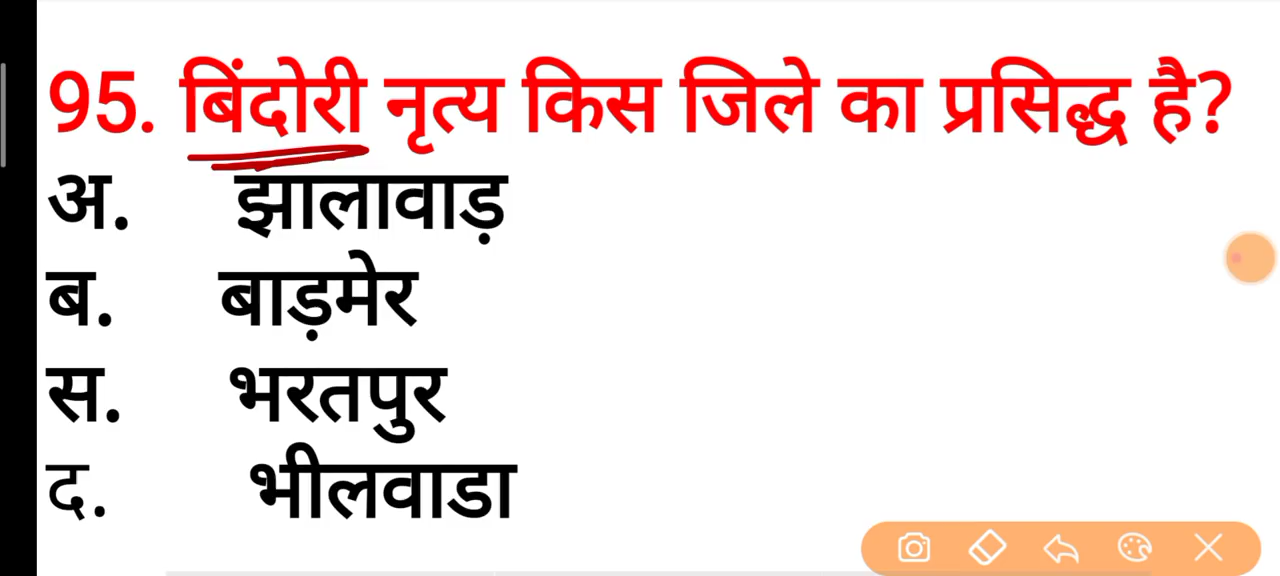 95. बिंदोरी नृत्य किस जिले का प्रसिद्ध है?
अ. झालावाड़
ब. बाड़मेर
स. भरतपुर
द. भीलवाडा